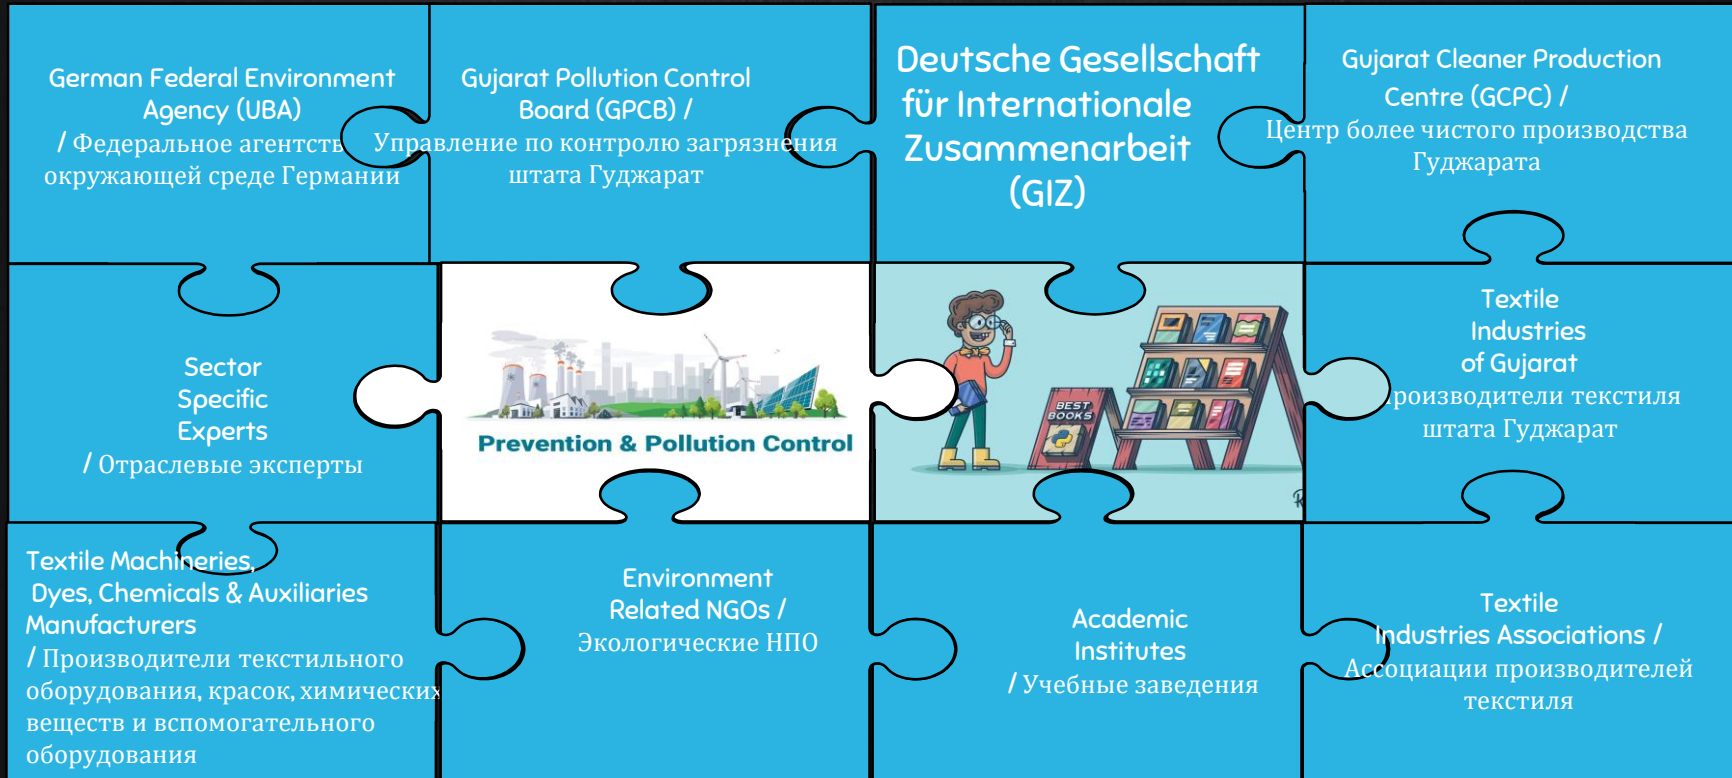 German Federal Environment
Agency (UBA)
/ Федеральное агентств
окружающей среде Германии
Gujarat Pollution Control
Board (GPCB) /
Управление по контролю загрязнения
штата Гуджарат
Deutsche Gesellschaft
für Internationale
Zusammenarbeit
(GIZ)
Gujarat Cleaner Production
Centre (GCPC) /
Центр более чистого производства
Гуджарата
Sector
Specific
Experts
/ Отраслевые эксперты
Prevention & Pollution Control
BEST
BOOKS
Textile
Industries
of Gujarat
роизводители текстиля
штата Гуджарат
Textile Machineries,
Dyes, Chemicals & Auxiliaries
Manufacturers
/ Производители текстильного
оборудования, красок, химических
веществ и вспомогательного
оборудования
Environment
Related NGOs /
Экологические НПО
Academic
Institutes
/ Учебные заведения
Textile
Industries Associations /
Ассоциации производителей
текстиля